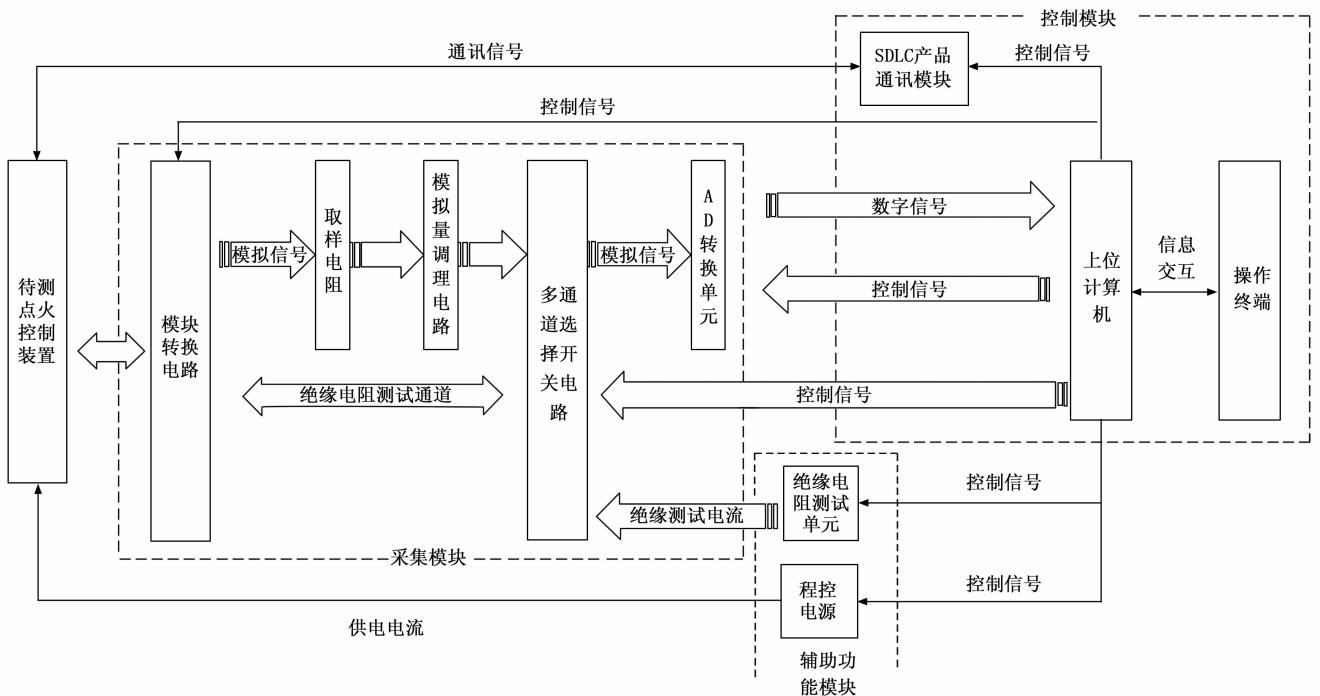 控制模块
通讯信号
SDLC产品
通讯模块
控制信号
控制信号
待测
点火
控制
装置
模块
转换
电路
模拟信号
取
样
电
阻
模
拟
量
调
理
电
路
多通
道选
择开
关电
路
模拟信号
A
D
转
换
单
元
数字信号
控制信号
上位
计算
机
信息
交互
操作
终端
绝缘电阻测试通道
控制信号
绝缘测试电流
绝缘电
阻测试
单元
控制信号
采集模块
程控
电源
控制信号
供电电流
辅助功
能模块